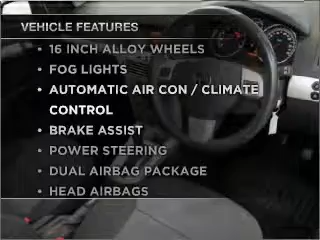 VEHICLE FEATURES
• 16 INCH ALLOY WHEELS
• FOG LIGHTS
• AUTOMATIC AIR CON / CLIMATE
CONTROL
• BRAKE ASSIST
• POWER STEERING
• DUAL AIRBAG PACKAGE
• HEAD AIRBAGS